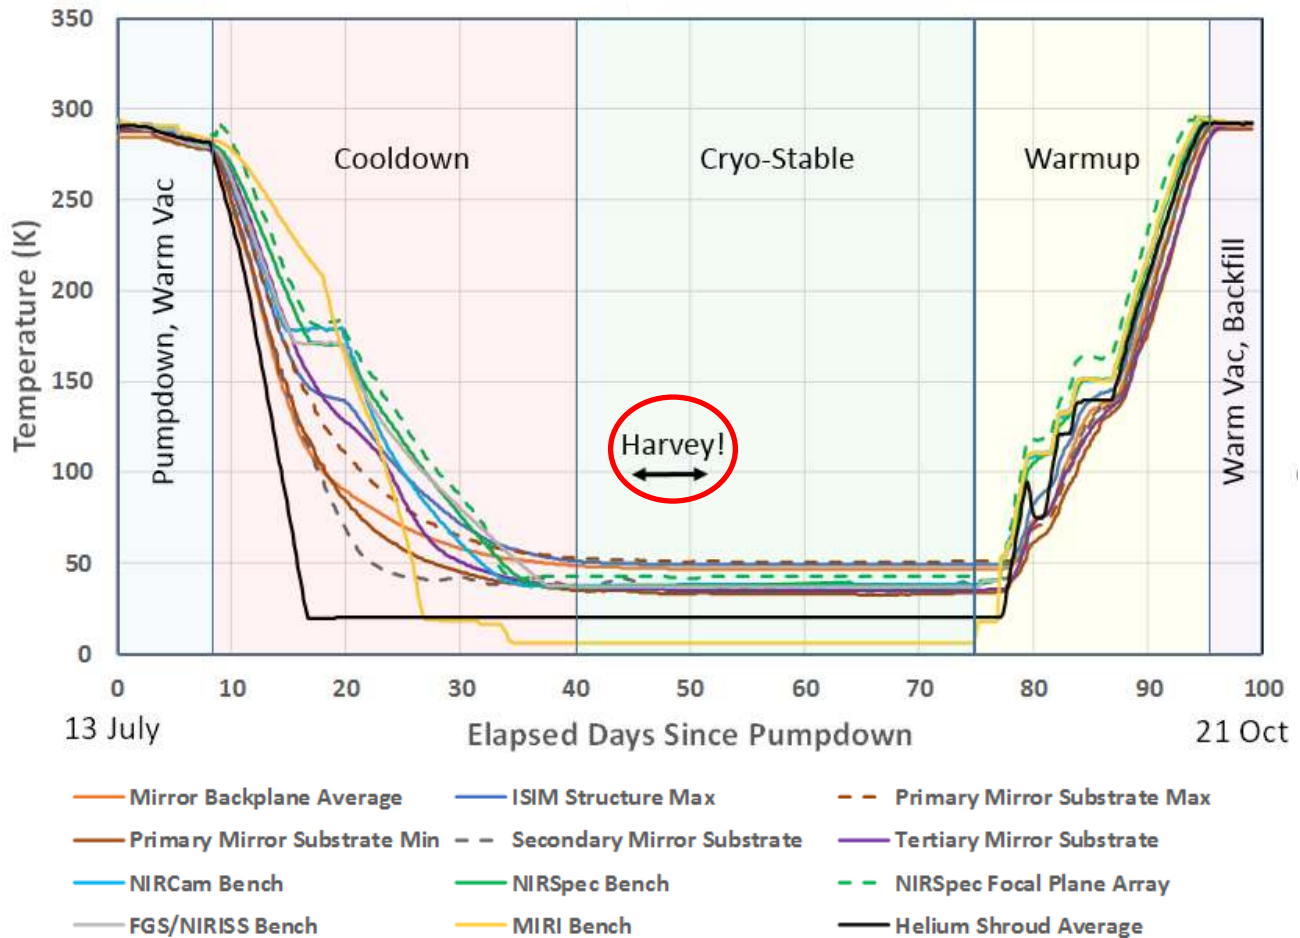 350
300
250
200
150
100
50
0
Temperature (K)
Pumpdown, Warm Vac
Cooldown
Cryo-Stable
Warmup
Warm Vac, Backfill
Harvey!
0 10 20 30 40 50 60 70 80 90 100
13 July
Elapsed Days Since Pumpdown
21 Oct
Mirror Backplane Average
ISIM Structure Max
Primary Mirror Substrate Max
Primary Mirror Substrate Min
Secondary Mirror Substrate
Tertiary Mirror Substrate
NIRCam Bench
NIRSpec Bench
NIRSpec Focal Plane Array
FGS/NIRISS Bench
MIRI Bench
Helium Shroud Average